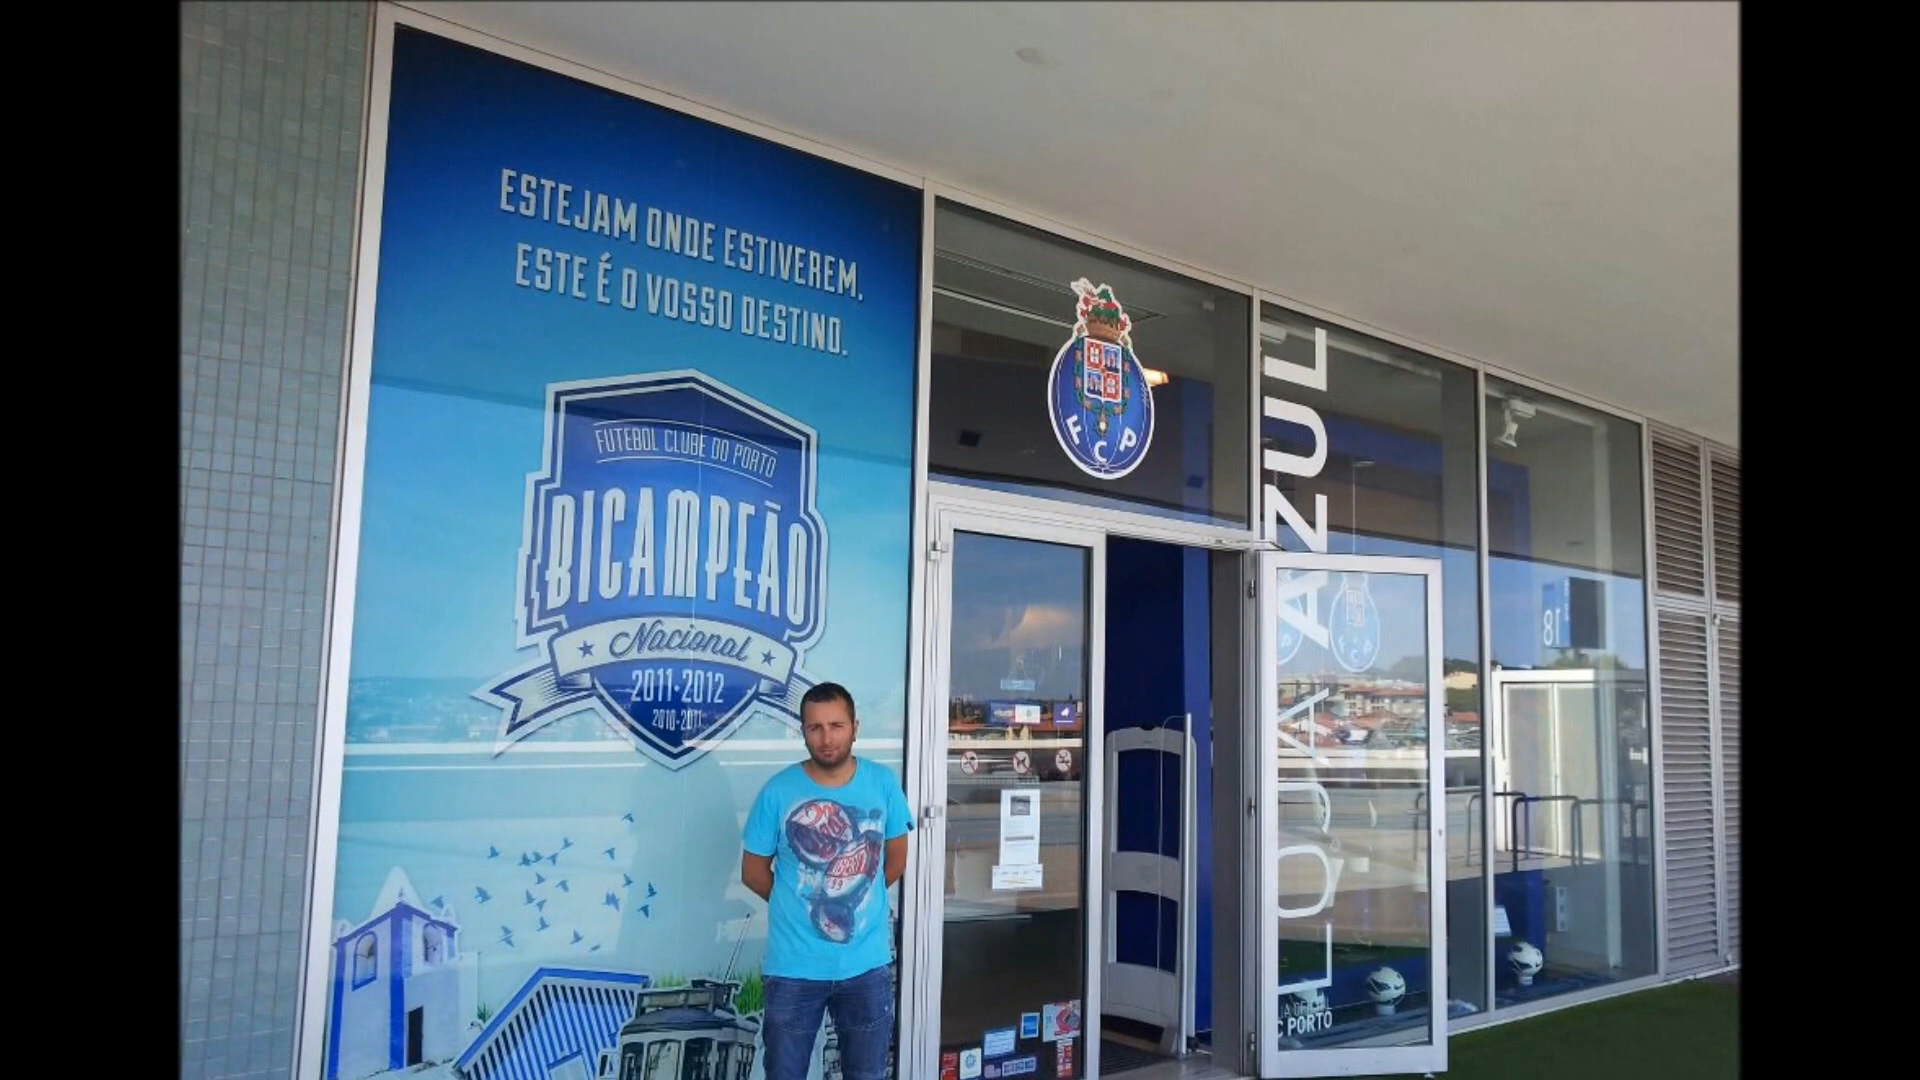 ESTEJAM ONDE ESTIVEREM,
ESTE É O VOSSO DESTINO.
FUTEBOL CLUBE DO PORTO
BICAMPEÃO
Nacional
2011·2012
2010-2011
F C P
LOJA AZUL
C PORTO
18